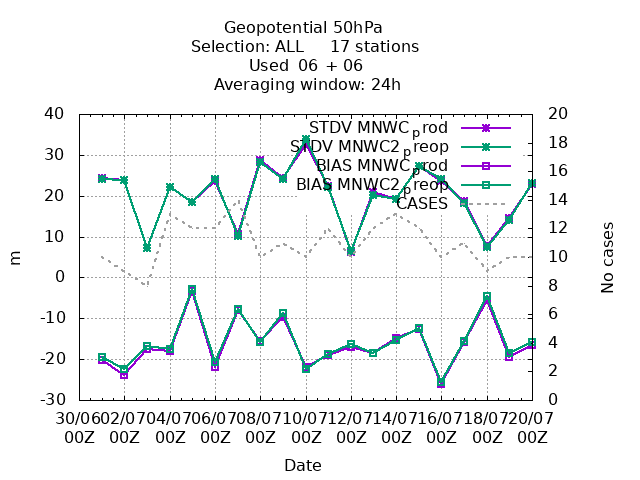 Geopotential 50hPa
Selection: ALL 17 stations
Used 06 + 06
Averaging window: 24h
40
30
20
10
0
-10
-20
-30
20
18
16
14
12
10
8
6
4
2
0
STDV MNWC_prod
STDV MNWC2_preop
BIAS MNWC_prod
BIAS MNWC2_preop
CASES
m
No cases
30/06 02/07 04/07 06/07 08/07 10/07 12/07 14/07 16/07 18/07 20/07
00Z 00Z 00Z 00Z 00Z 00Z 00Z 00Z 00Z 00Z 00Z
Date